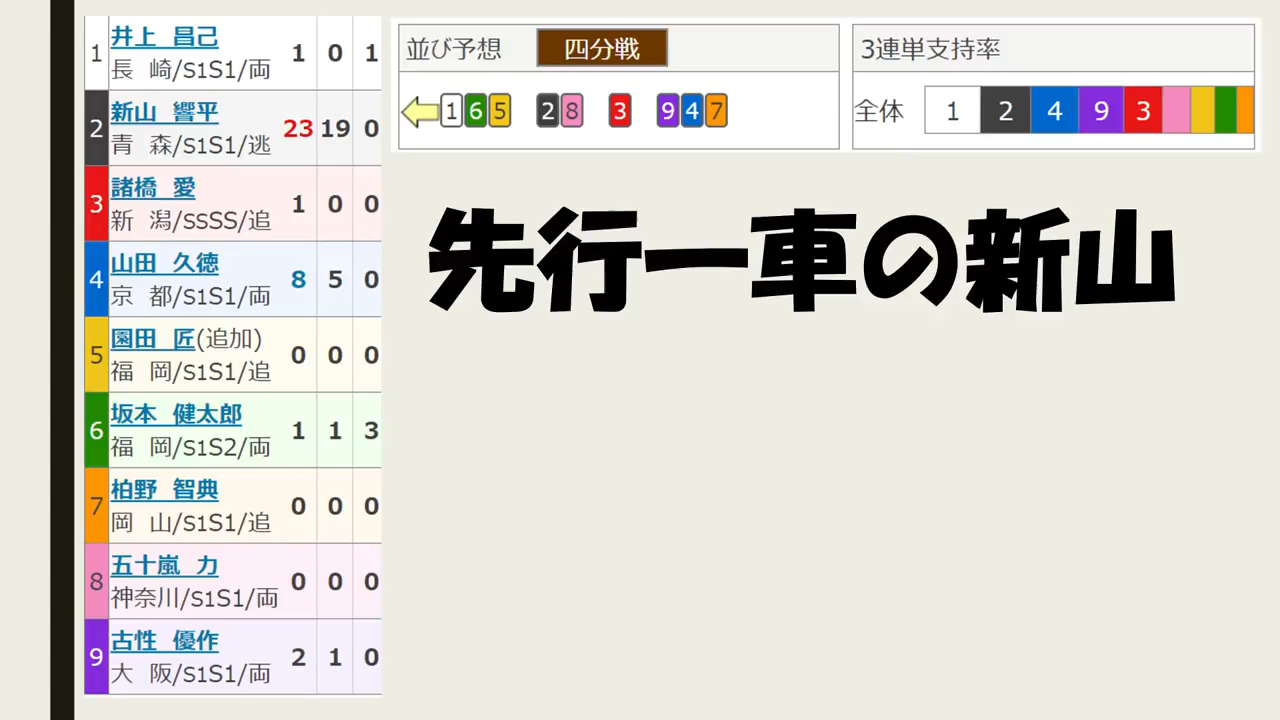 1 井上 昌己 1 0 1
長 崎/S1S1/両
2 新山 響平 23 19 0
青 森/S1S1/逃
3 諸橋 愛 1 0 0
新 潟/SSSS/追
4 山田 久徳 8 5 0
京 都/S1S1/両
5 園田 匠(追加) 0 0 0
福 岡/S1S1/追
6 坂本 健太郎 1 1 3
福 岡/S1S2/両
7 柏野 智典 0 0 0
岡 山/S1S1/追
8 五十嵐 力 0 0 0
神奈川/S1S1/両
9 古性 優作 2 1 0
大 阪/S1S1/両
並び予想 四分戦
1 6 5 2 8 3 9 4 7
3連単支持率
全体 1 2 4 9 3
先行一車の新山